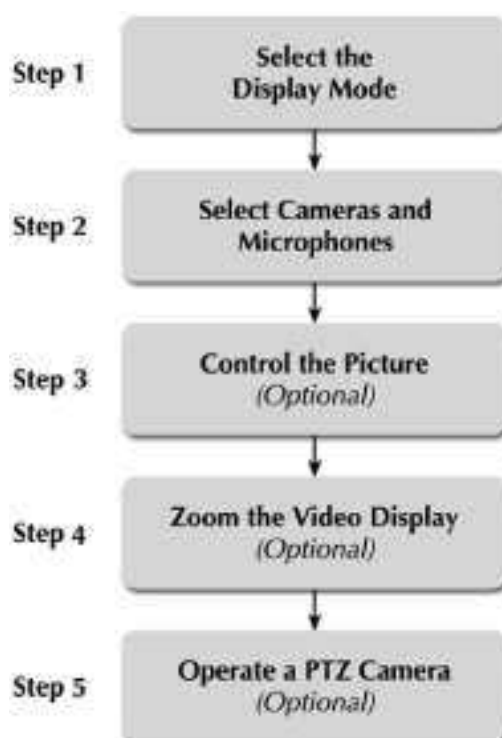 Step 1
Select the
Display Mode
Step 2
Select Cameras and
Microphones
Step 3
Control the Picture
(Optional)
Step 4
Zoom the Video Display
(Optional)
Step 5
Operate a PTZ Camera
(Optional)